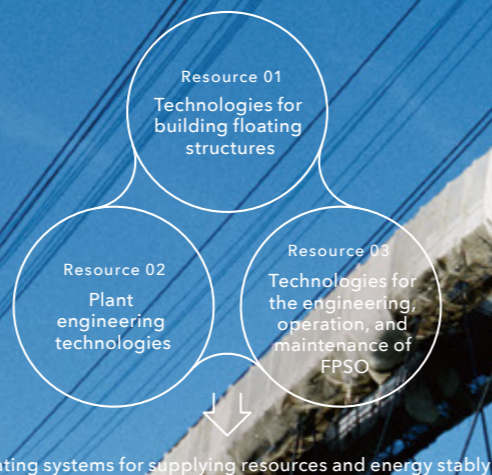 Resource 01
Technologies for
building floating
structures
Resource 02
Plant
engineering
technologies
Resource 03
Technologies for
the engineering,
operation, and
maintenance of
FPSO
systems for supplying resources and energy stably